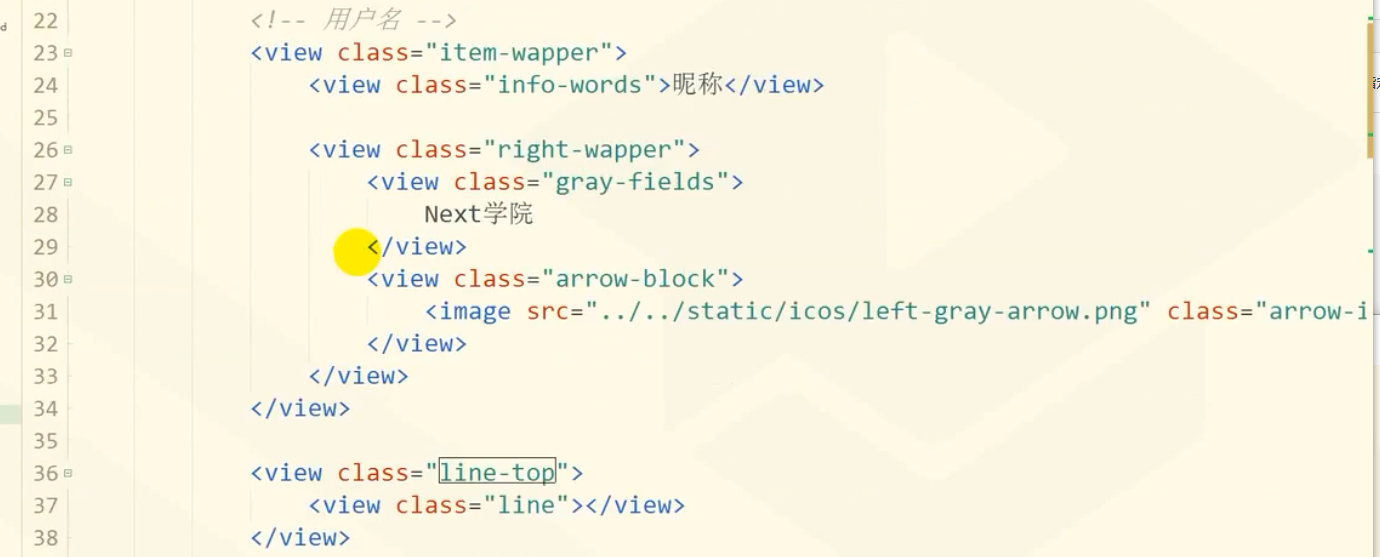 22 <!-- 用户名 -->
23 <view class="item-wapper">
24 <view class="info-words">昵称</view>
25
26 <view class="right-wapper">
27 <view class="gray-fields">
28 Next学院
29 </view>
30 <view class="arrow-block">
31 <image src="../../static/icos/left-gray-arrow.png" class="arrow-i
32 </view>
33 </view>
34 </view>
35
36 <view class="line-top">
37 <view class="line"></view>
38 </view>